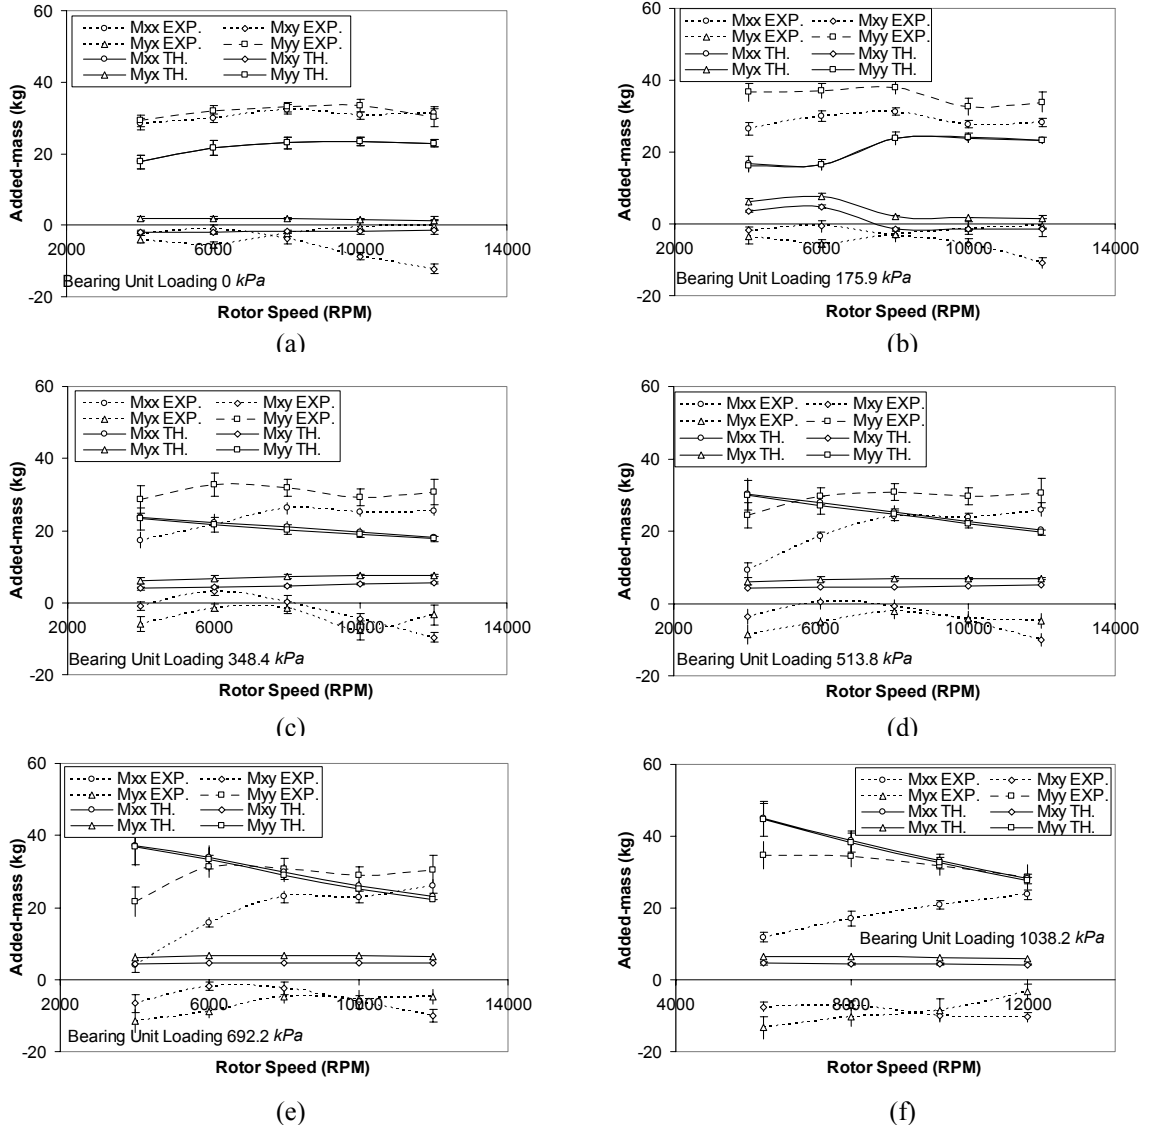 60
Mxx EXP. Mxy EXP.
Myx EXP. Myy EXP.
Mxx TH. Mxy TH.
Myx TH. Myy TH.
40
20
0
-20
Added-mass (kg)
2000 6000 10000 14000
Bearing Unit Loading 0 kPa
Rotor Speed (RPM)
(a)
60
Mxx EXP. Mxy EXP.
Myx EXP. Myy EXP.
Mxx TH. Mxy TH.
Myx TH. Myy TH.
40
20
0
-20
Added-mass (kg)
2000 6000 10000 14000
Bearing Unit Loading 175.9 kPa
Rotor Speed (RPM)
(b)
60
Mxx EXP. Mxy EXP.
Myx EXP. Myy EXP.
Mxx TH. Mxy TH.
Myx TH. Myy TH.
40
20
0
-20
Added-mass (kg)
2000 6000 10000 14000
Bearing Unit Loading 348.4 kPa
Rotor Speed (RPM)
(c)
60
Mxx EXP. Mxy EXP.
Myx EXP. Myy EXP.
Mxx TH. Mxy TH.
Myx TH. Myy TH.
40
20
0
-20
Added-mass (kg)
2000 6000 10000 14000
Bearing Unit Loading 513.8 kPa
Rotor Speed (RPM)
(d)
60
Mxx EXP. Mxy EXP.
Myx EXP. Myy EXP.
Mxx TH. Mxy TH.
Myx TH. Myy TH.
40
20
0
-20
Added-mass (kg)
2000 6000 10000 14000
Bearing Unit Loading 692.2 kPa
Rotor Speed (RPM)
(e)
60
Mxx EXP. Mxy EXP.
Myx EXP. Myy EXP.
Mxx TH. Mxy TH.
Myx TH. Myy TH.
40
20
0
-20
Added-mass (kg)
Bearing Unit Loading 1038.2 kPa
4000 6000 8000 10000 12000
Rotor Speed (RPM)
(f)